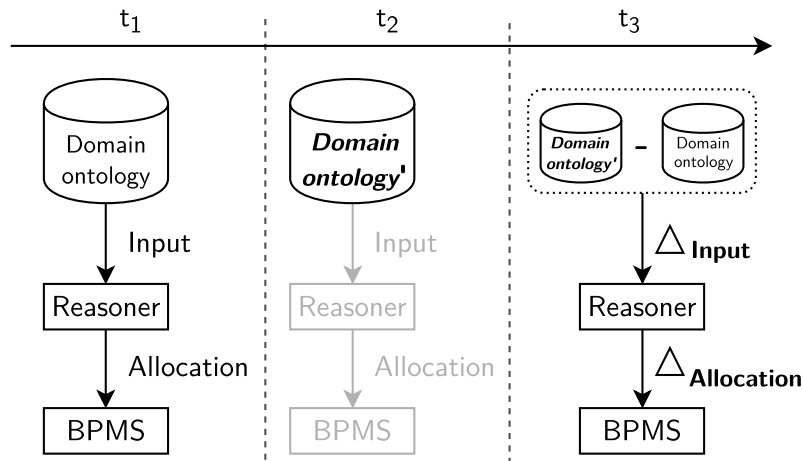 t₁
t₂
t₃
Domain
ontology
Input
Reasoner
Allocation
BPMS
Domain
ontology'
Input
Reasoner
Allocation
BPMS
Domain
ontology'
-
Domain
ontology
△ Input
Reasoner
△ Allocation
BPMS